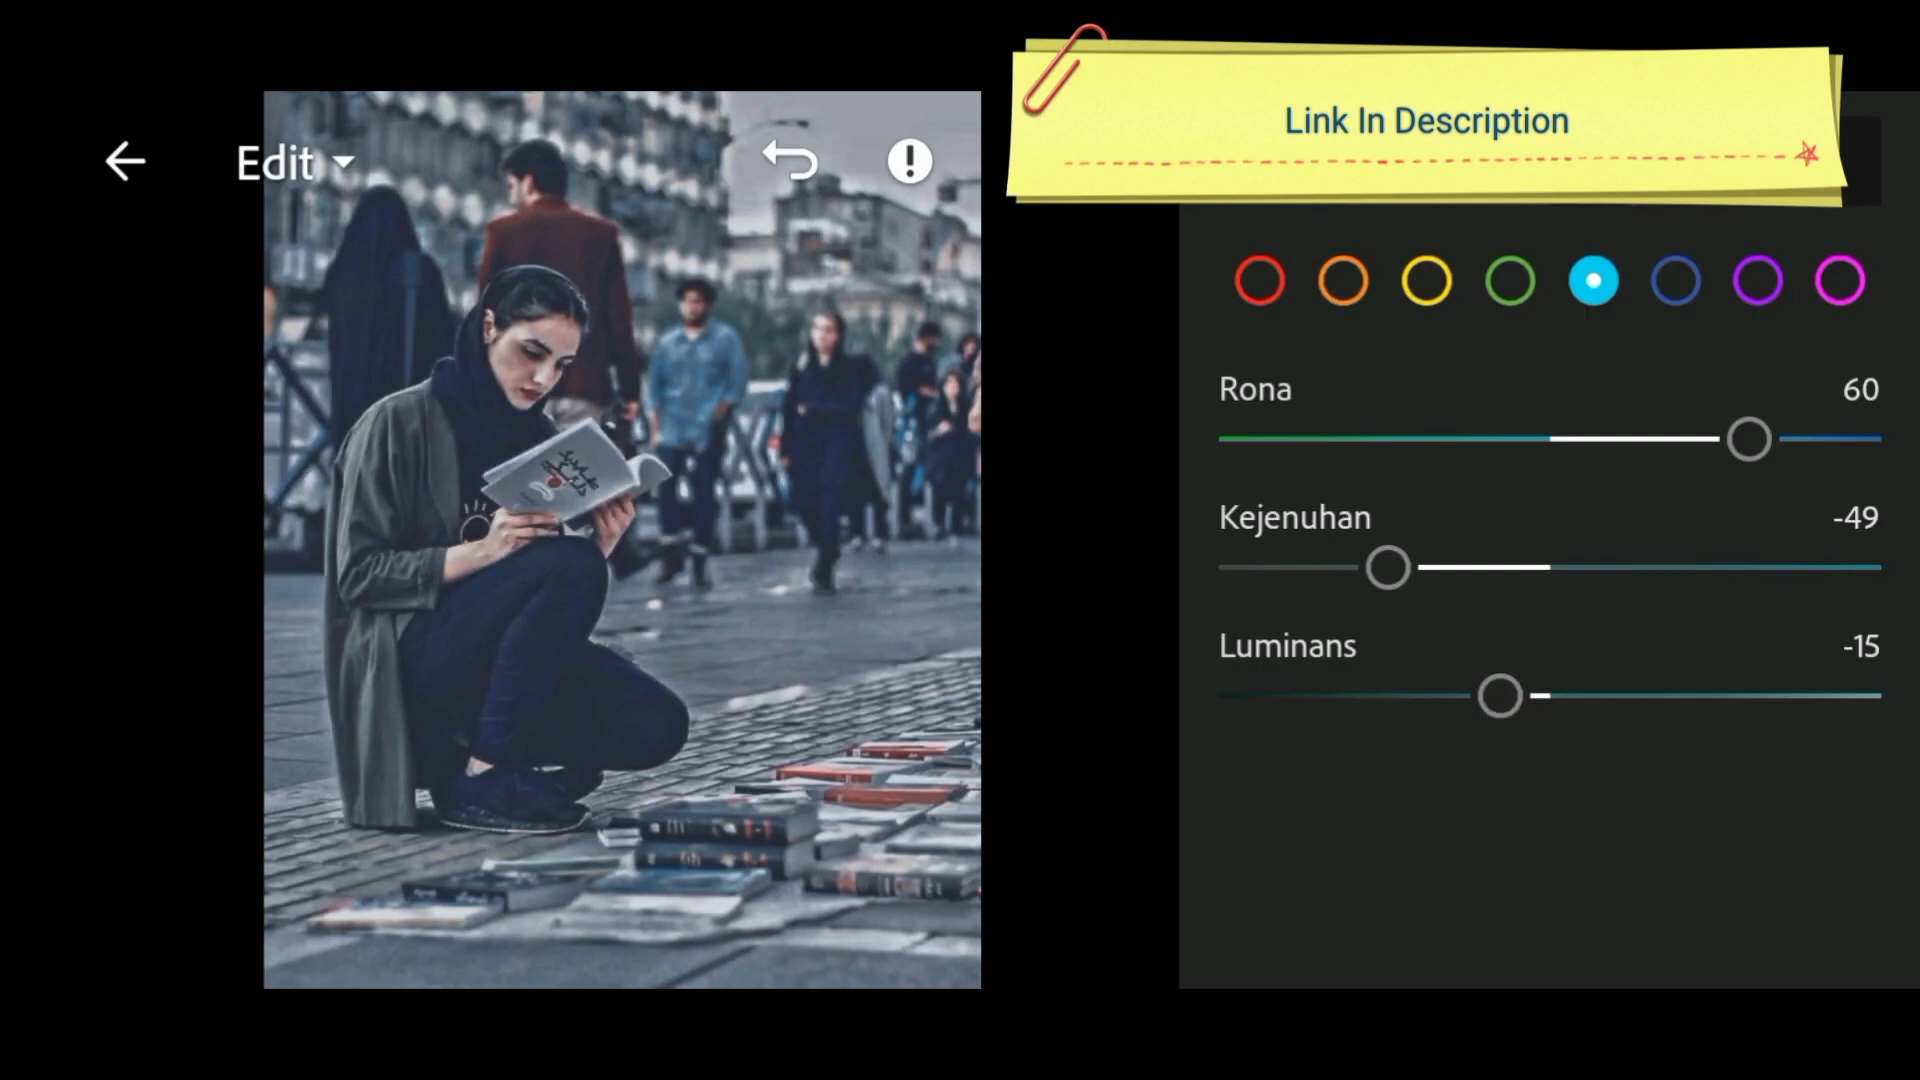 Edit
Link In Description
Rona 60
Kejenuhan -49
Luminans -15